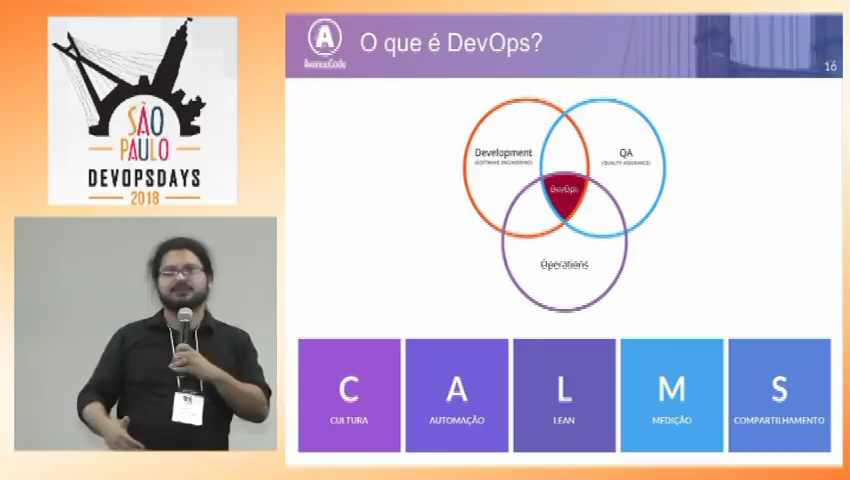 SÃO
PAULO
DEVOPSDAYS
2018
A
AvenueCode
O que é DevOps?
16
Development
(SOFTWARE ENGINEERING)
QA
(QUALITY ASSURANCE)
DevOps
Operations
C
CULTURA
A
AUTOMAÇÃO
L
LEAN
M
MEDIÇÃO
S
COMPARTILHAMENTO